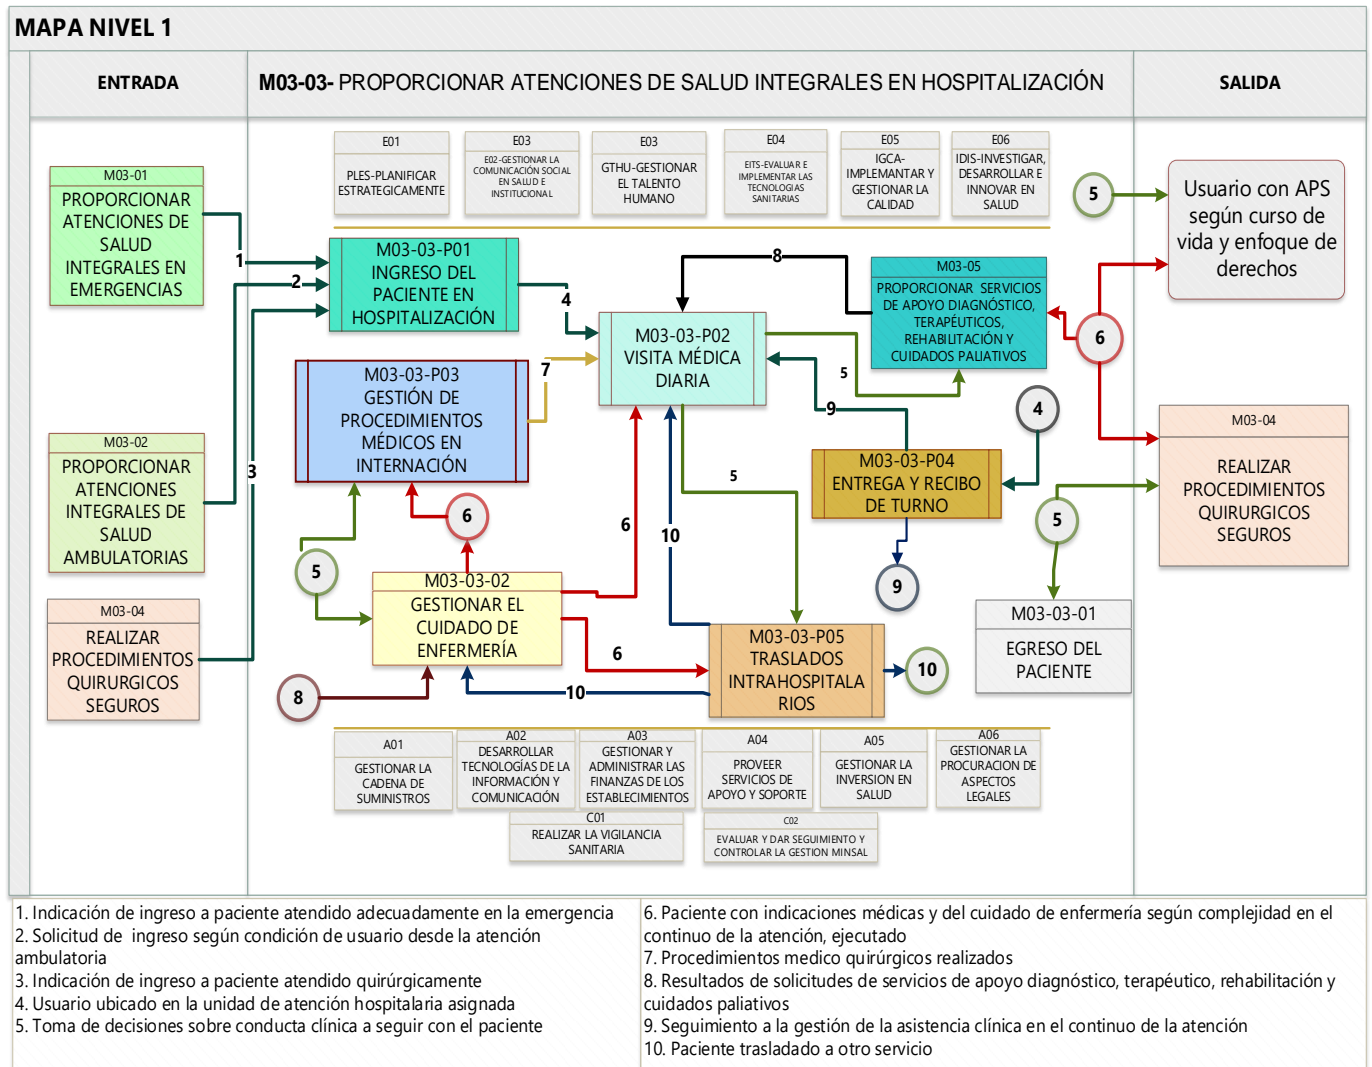 MAPA NIVEL 1
ENTRADA
M03-03- PROPORCIONAR ATENCIONES DE SALUD INTEGRALES EN HOSPITALIZACIÓN
SALIDA
E01
PLES-PLANIFICAR
ESTRATEGICAMENTE
E03
E02-GESTIONAR LA
COMUNICACIÓN SOCIAL
EN SALUD E
INSTITUCIONAL
E03
GTHU-GESTIONAR
EL TALENTO
HUMANO
E04
EITS-EVALUAR E
IMPLEMENTAR LAS
TECNOLOGIAS
SANITARIAS
E05
IGCA-
IMPLEMANTAR Y
GESTIONAR LA
CALIDAD
E06
IDIS-INVESTIGAR,
DESARROLLAR E
INNOVAR EN
SALUD
M03-01
PROPORCIONAR
ATENCIONES DE
SALUD
INTEGRALES EN
EMERGENCIAS
M03-02
PROPORCIONAR
ATENCIONES
INTEGRALES DE
SALUD
AMBULATORIAS
M03-04
REALIZAR
PROCEDIMIENTOS
QUIRURGICOS
SEGUROS
1
2
3
M03-03-P01
INGRESO DEL
PACIENTE EN
HOSPITALIZACIÓN
4
M03-03-P02
VISITA MÉDICA
DIARIA
8
M03-05
PROPORCIONAR SERVICIOS
DE APOYO DIAGNÓSTICO,
TERAPÉUTICOS,
REHABILITACIÓN Y
CUIDADOS PALIATIVOS
5
Usuario con APS
según curso de
vida y enfoque de
derechos
6
M03-03-P03
GESTIÓN DE
PROCEDIMIENTOS
MÉDICOS EN
INTERNACIÓN
7
5
9
4
M03-04
REALIZAR
PROCEDIMIENTOS
QUIRURGICOS
SEGUROS
M03-03-P04
ENTREGA Y RECIBO
DE TURNO
5
5
6
6
10
5
9
M03-03-02
GESTIONAR EL
CUIDADO DE
ENFERMERÍA
6
M03-03-P05
TRASLADOS
INTRAHOSPITALA
RIOS
10
10
8
M03-03-01
EGRESO DEL
PACIENTE
A01
GESTIONAR LA
CADENA DE
SUMINISTROS
A02
DESARROLLAR
TECNOLOGÍAS DE LA
INFORMACIÓN Y
COMUNICACIÓN
A03
GESTIONAR Y
ADMINISTRAR LAS
FINANZAS DE LOS
ESTABLECIMIENTOS
A04
PROVEER
SERVICIOS DE
APOYO Y SOPORTE
A05
GESTIONAR LA
INVERSION EN
SALUD
A06
GESTIONAR LA
PROCURACION DE
ASPECTOS
LEGALES
C01
REALIZAR LA VIGILANCIA
SANITARIA
C02
EVALUAR Y DAR SEGUIMIENTO Y
CONTROLAR LA GESTION MINSAL
1. Indicación de ingreso a paciente atendido adecuadamente en la emergencia
2. Solicitud de ingreso según condición de usuario desde la atención
ambulatoria
3. Indicación de ingreso a paciente atendido quirúrgicamente
4. Usuario ubicado en la unidad de atención hospitalaria asignada
5. Toma de decisiones sobre conducta clínica a seguir con el paciente
6. Paciente con indicaciones médicas y del cuidado de enfermería según complejidad en el
continuo de la atención, ejecutado
7. Procedimientos medico quirúrgicos realizados
8. Resultados de solicitudes de servicios de apoyo diagnóstico, terapéutico, rehabilitación y
cuidados paliativos
9. Seguimiento a la gestión de la asistencia clínica en el continuo de la atención
10. Paciente trasladado a otro servicio